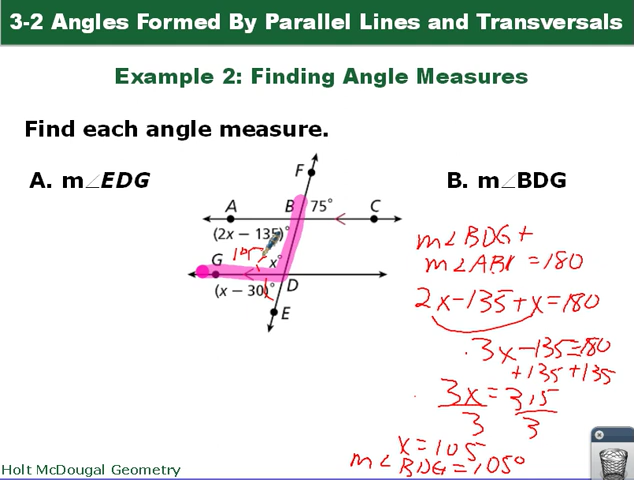 3-2 Angles Formed By Parallel Lines and Transversals
Example 2: Finding Angle Measures
Find each angle measure.
A. m∠EDG
B. m∠BDG
F
A
B
75°
C
(2x − 135)°
G
x°
(x − 30)°
D
E
m∠BDG +
= 180
2x−135+x=180
3x−135=180
+135 +135
3x = 315
3 3
x=105
m∠BDG=105°
Holt McDougal Geometry